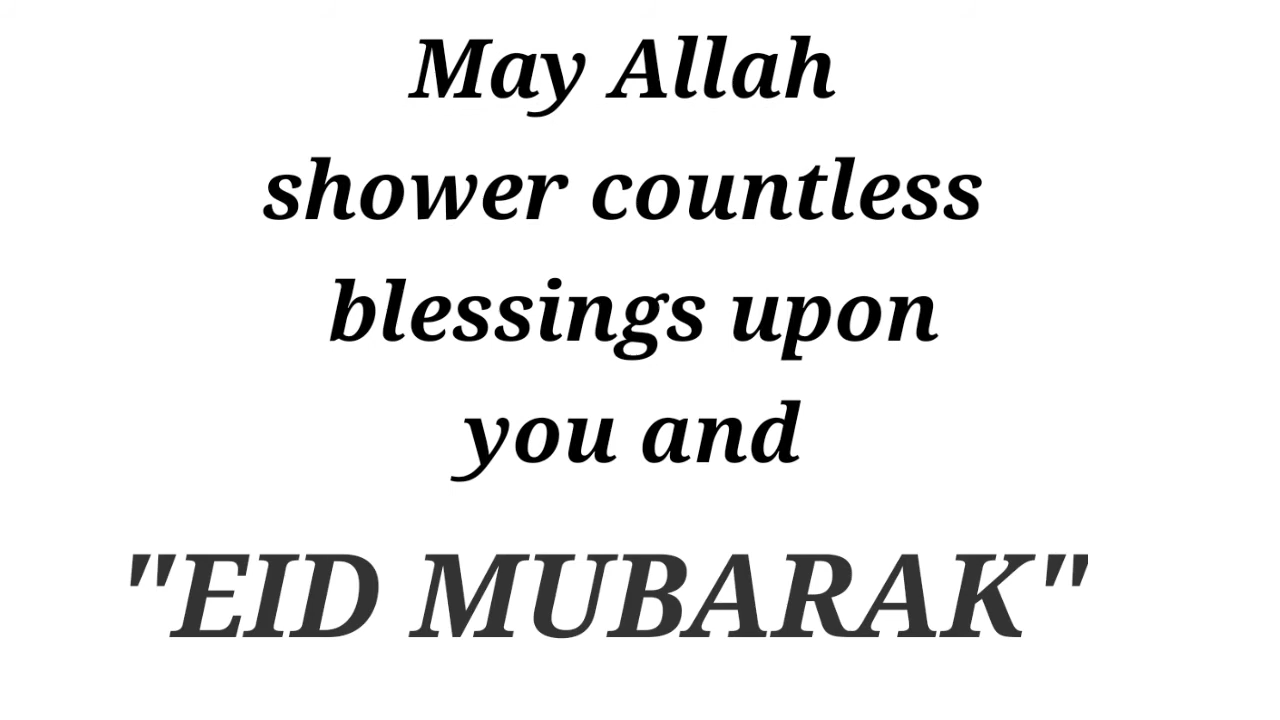 May Allah
shower countless
blessings upon
you and
"EID MUBARAK"